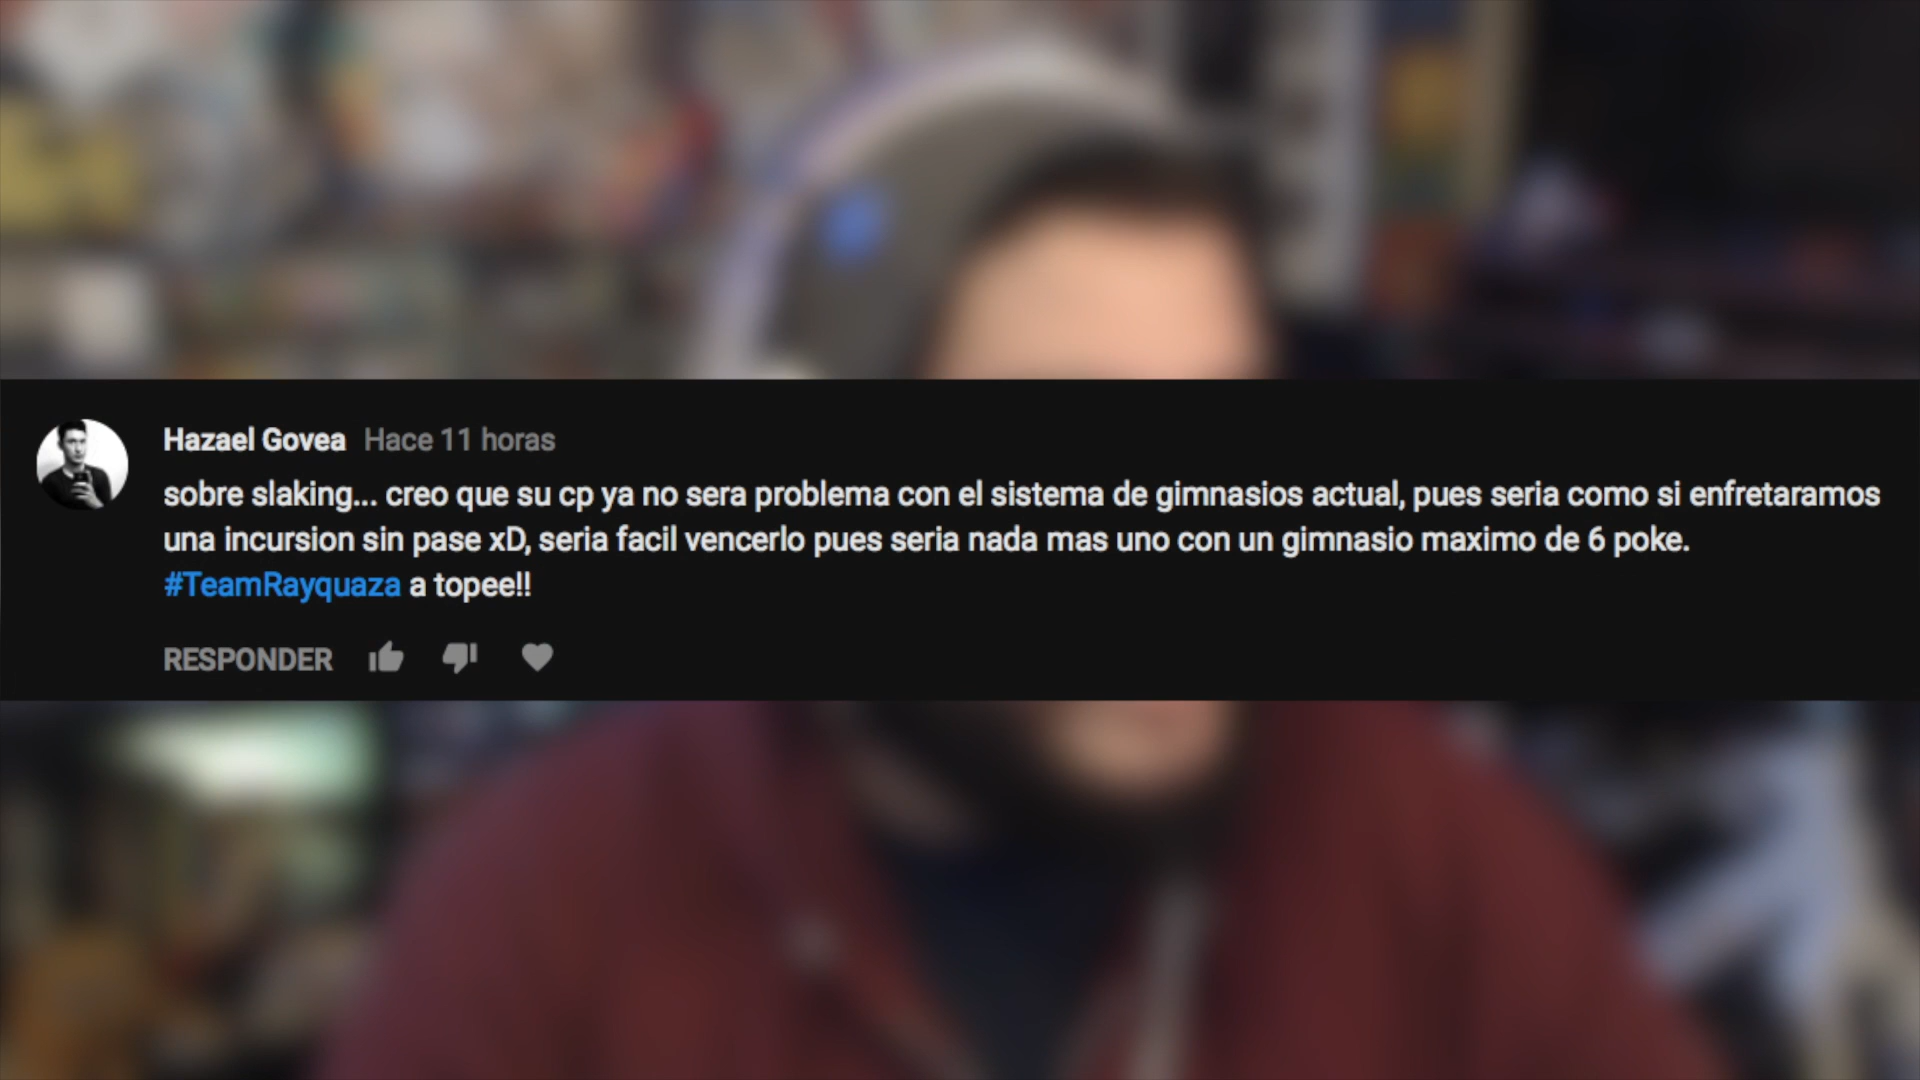 Hazael Govea Hace 11 horas
sobre slaking... creo que su cp ya no sera problema con el sistema de gimnasios actual, pues seria como si enfretaramos
una incursion sin pase xD, seria facil vencerlo pues seria nada mas uno con un gimnasio maximo de 6 poke.
#TeamRayquaza a topee!!
RESPONDER